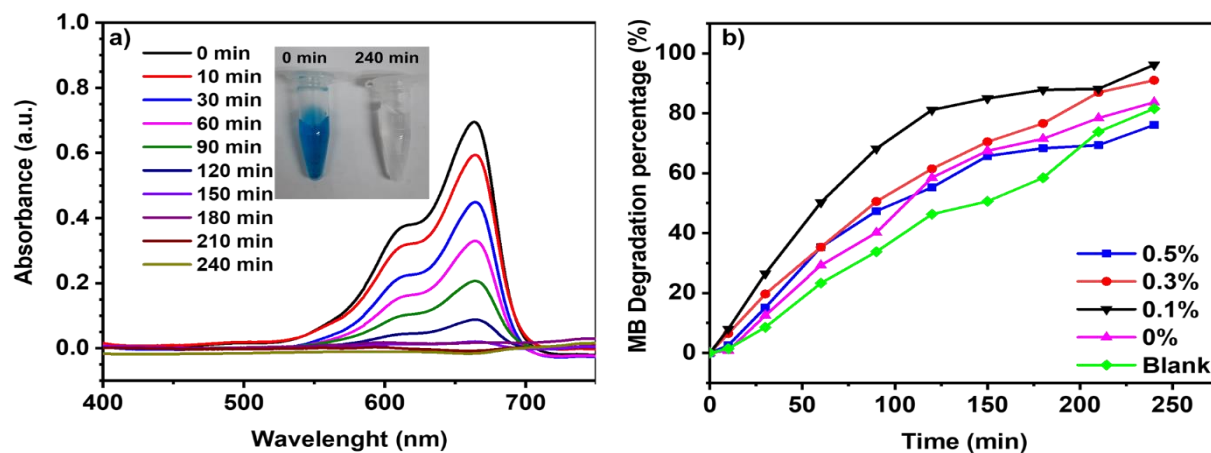 a)
0 min
10 min
30 min
60 min
90 min
120 min
150 min
180 min
210 min
240 min
0 min 240 min
Absorbance (a.u.)
1.0
0.8
0.6
0.4
0.2
0.0
400 500 600 700
Wavelenght (nm)
b)
MB Degradation percentage (%)
100
80
60
40
20
0
0.5%
0.3%
0.1%
0%
Blank
0 50 100 150 200 250
Time (min)